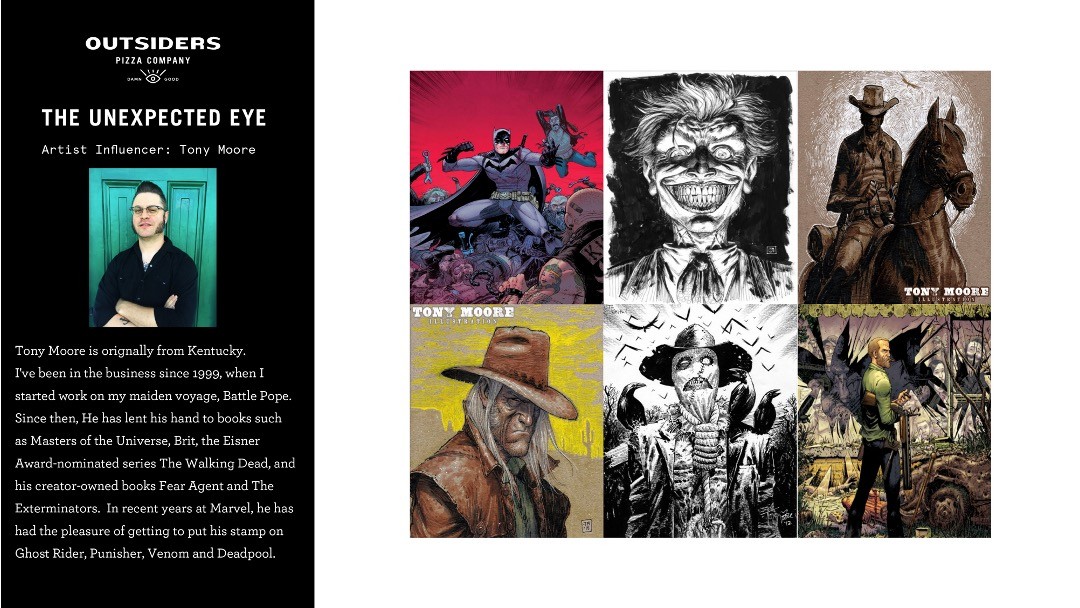 OUTSIDERS
PIZZA COMPANY
DAMN GOOD
THE UNEXPECTED EYE
Artist Influencer: Tony Moore
Tony Moore is orignally from Kentucky.
I've been in the business since 1999, when I
started work on my maiden voyage, Battle Pope.
Since then, He has lent his hand to books such
as Masters of the Universe, Brit, the Eisner
Award-nominated series The Walking Dead, and
his creator-owned books Fear Agent and The
Exterminators.  In recent years at Marvel, he has
had the pleasure of getting to put his stamp on
Ghost Rider, Punisher, Venom and Deadpool.
TONY MOORE
ILLUSTRATION
TONY MOORE
ILLUSTRATION